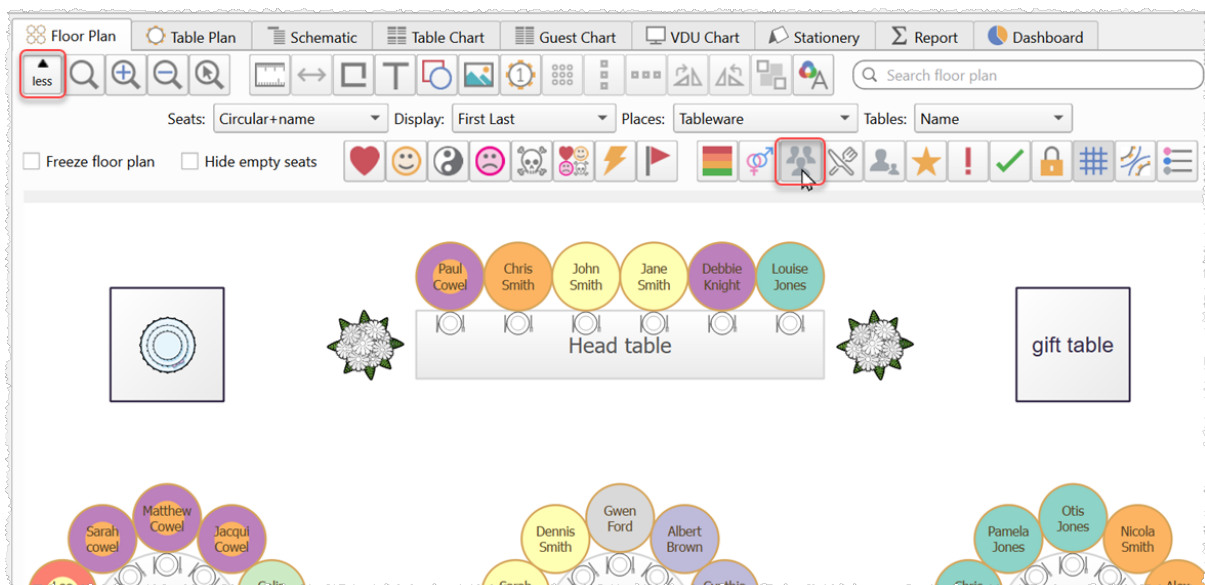 Floor Plan
Table Plan
Schematic
Table Chart
Guest Chart
VDU Chart
Stationery
Report
Dashboard
less
1
Search floor plan
Seats: Circular+name
Display: First Last
Places: Tableware
Tables: Name
Freeze floor plan
Hide empty seats
Paul
Cowel
Chris
Smith
John
Smith
Jane
Smith
Debbie
Knight
Louise
Jones
Head table
gift table
Matthew
Cowel
Sarah
cowel
Jacqui
Cowel
Gwen
Ford
Dennis
Smith
Albert
Brown
Otis
Jones
Pamela
Jones
Nicola
Smith
Sarah
Chris